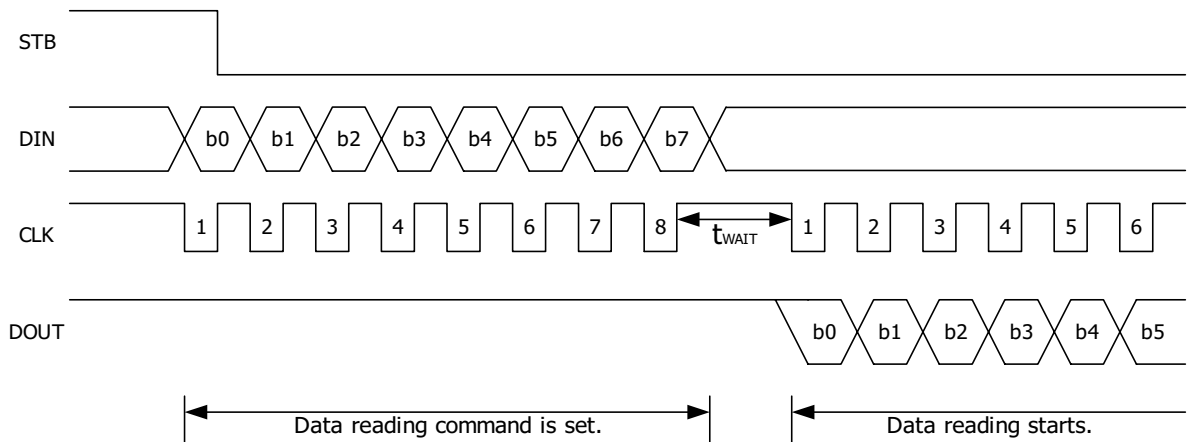 STB
DIN b0 b1 b2 b3 b4 b5 b6 b7
CLK 1 2 3 4 5 6 7 8 tWAIT 1 2 3 4 5 6
DOUT b0 b1 b2 b3 b4 b5
Data reading command is set. Data reading starts.